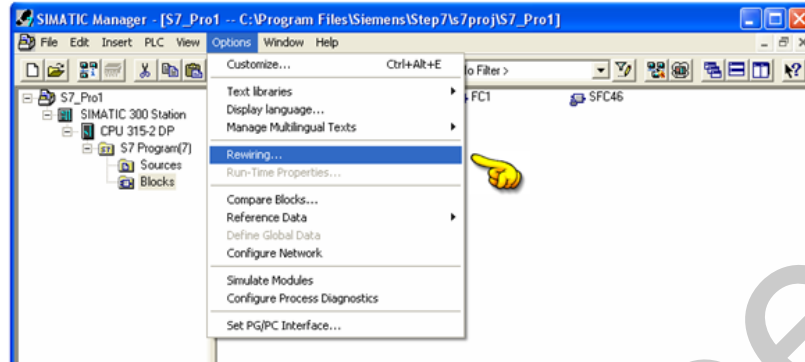 SIMATIC Manager - [S7_Pro1 -- C:\Program Files\Siemens\Step7\s7proj\S7_Pro1]
File Edit Insert PLC View Options Window Help
Customize... Ctrl+Alt+E
Text libraries
Display language...
Manage Multilingual Texts
Rewiring...
Run-Time Properties...
Compare Blocks...
Reference Data
Define Global Data
Configure Network
Simulate Modules
Configure Process Diagnostics
Set PG/PC Interface...
Filter >
S7_Pro1
SIMATIC 300 Station
CPU 315-2 DP
S7 Program(7)
Sources
Blocks
FC1
SFC46